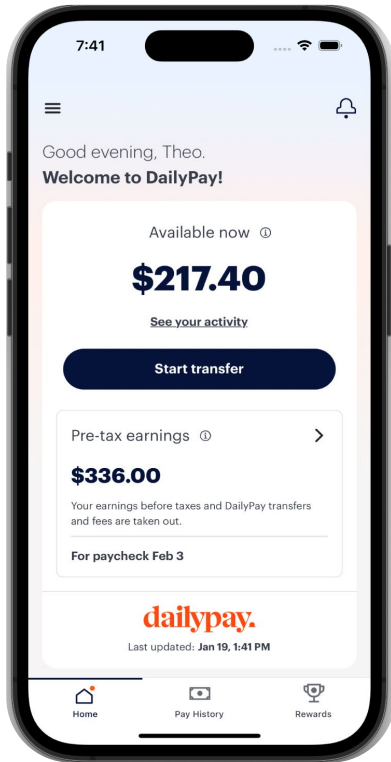 7:41
Good evening, Theo.
Welcome to DailyPay!
Available now
$217.40
See your activity
Start transfer
Pre-tax earnings
$336.00
Your earnings before taxes and DailyPay transfers
and fees are taken out.
For paycheck Feb 3
dailypay.
Last updated: Jan 19, 1:41 PM
Home Pay History Rewards